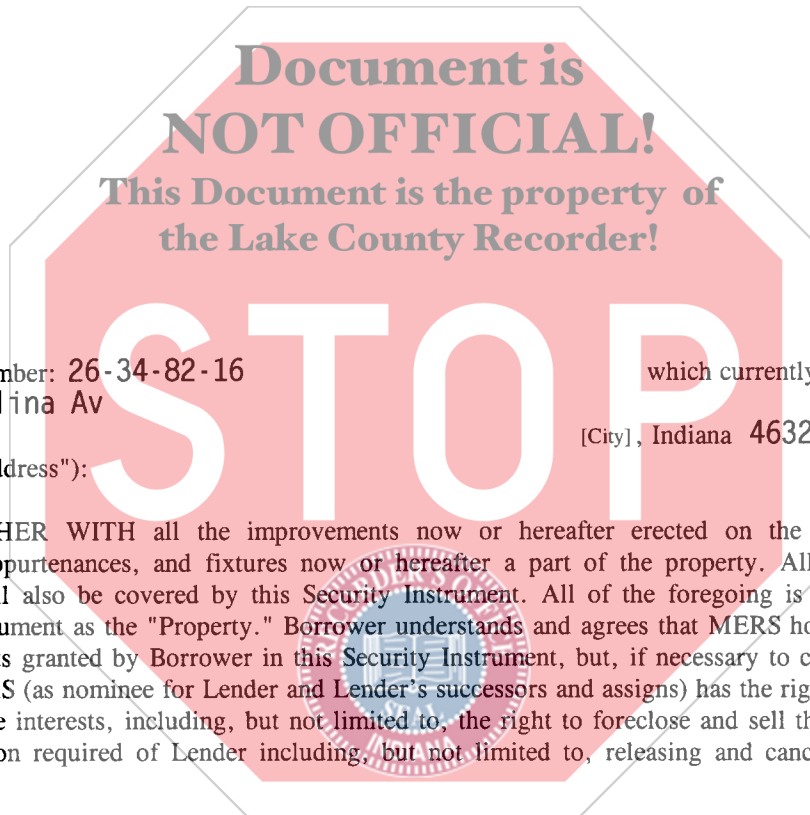 Document is
NOT OFFICIAL!
This Document is the property of
the Lake County Recorder!
STOP
mber: 26-34-82-16 which currently
lina Av
[City], Indiana 4632
ddress"):
HER WITH all the improvements now or hereafter erected on the
ppurtenances, and fixtures now or hereafter a part of the property. All
l also be covered by this Security Instrument. All of the foregoing is
ument as the "Property." Borrower understands and agrees that MERS ho
s granted by Borrower in this Security Instrument, but, if necessary to c
S (as nominee for Lender and Lender's successors and assigns) has the rig
e interests, including, but not limited to, the right to foreclose and sell th
on required of Lender including, but not limited to, releasing and canc
RECORDER'S OFFICE
SEAL
INDIANA